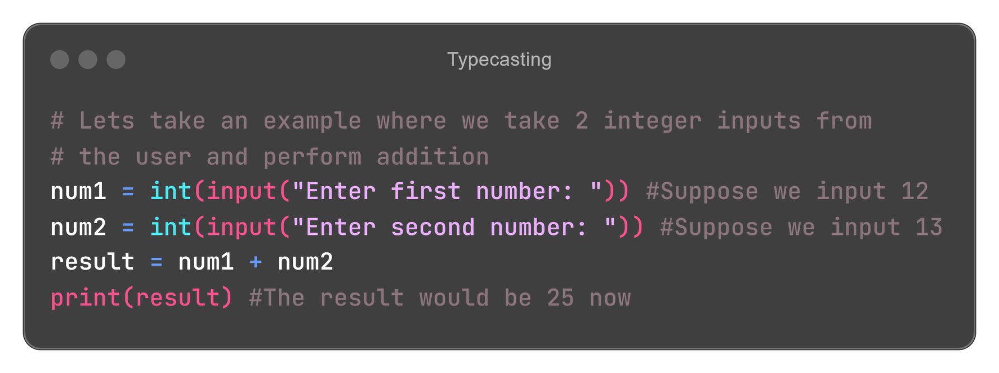 Typecasting
# Lets take an example where we take 2 integer inputs from
# the user and perform addition
num1 = int(input("Enter first number: ")) #Suppose we input 12
num2 = int(input("Enter second number: ")) #Suppose we input 13
result = num1 + num2
print(result) #The result would be 25 now